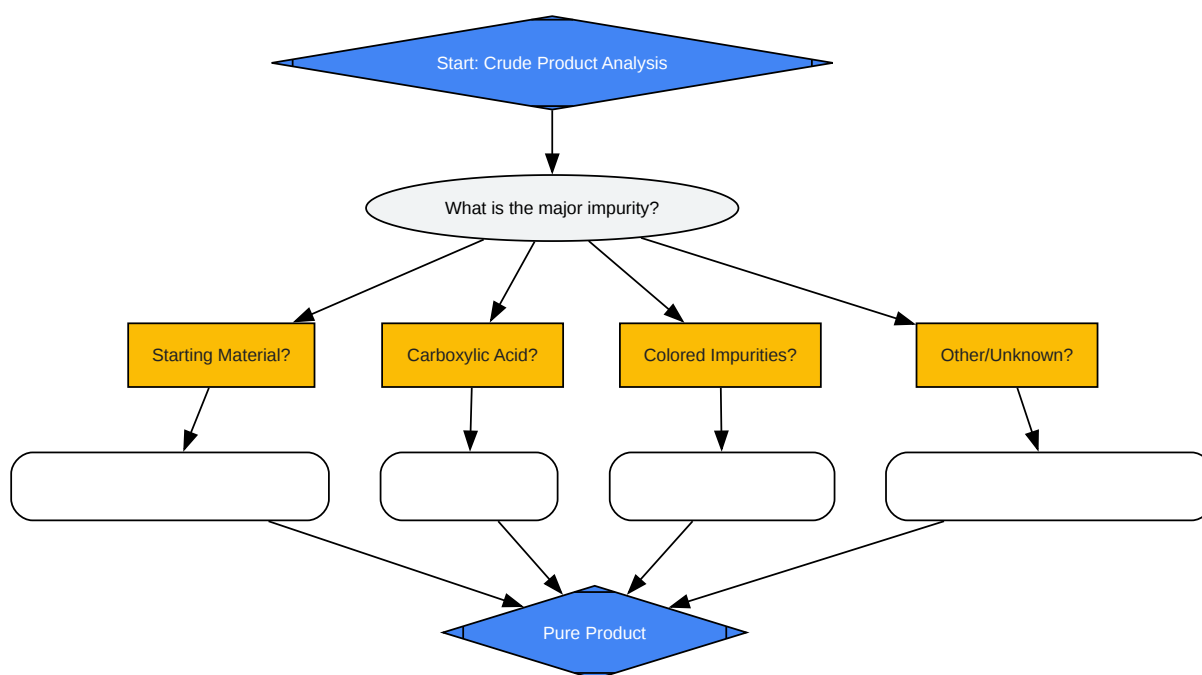 Start: Crude Product Analysis
What is the major impurity?
Starting Material?
Carboxylic Acid?
Colored Impurities?
Other/Unknown?
Pure Product